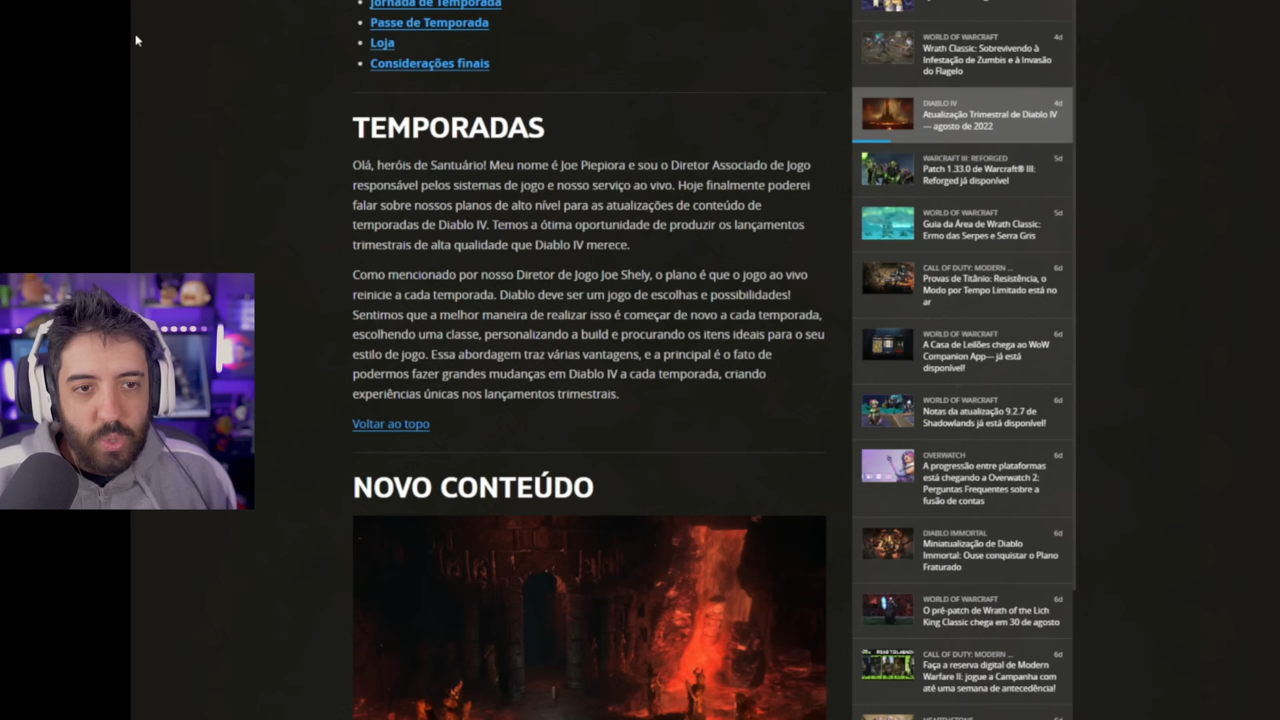 Jornada de Temporada
Passe de Temporada
Loja
Considerações finais
TEMPORADAS
Olá, heróis de Santuário! Meu nome é Joe Piepiora e sou o Diretor Associado de Jogo
responsável pelos sistemas de jogo e nosso serviço ao vivo. Hoje finalmente poderei
falar sobre nossos planos de alto nível para as atualizações de conteúdo de
temporadas de Diablo IV. Temos a ótima oportunidade de produzir os lançamentos
trimestrais de alta qualidade que Diablo IV merece.
Como mencionado por nosso Diretor de Jogo Joe Shely, o plano é que o jogo ao vivo
reinicie a cada temporada. Diablo deve ser um jogo de escolhas e possibilidades!
Sentimos que a melhor maneira de realizar isso é começar de novo a cada temporada,
escolhendo uma classe, personalizando a build e procurando os itens ideais para o seu
estilo de jogo. Essa abordagem traz várias vantagens, e a principal é o fato de
podermos fazer grandes mudanças em Diablo IV a cada temporada, criando
experiências únicas nos lançamentos trimestrais.
Voltar ao topo
NOVO CONTEÚDO
WORLD OF WARCRAFT 4d
Wrath Classic: Sobrevivendo à
Infestação de Zumbis e à Invasão
do Flagelo
DIABLO IV 4d
Atualização Trimestral de Diablo IV
— agosto de 2022
WARCRAFT III: REFORGED 5d
Patch 1.33.0 de Warcraft® III:
Reforged já disponível
WORLD OF WARCRAFT 5d
Guia da Área de Wrath Classic:
Ermo das Serpes e Serra Gris
CALL OF DUTY: MODERN ... 6d
Provas de Titânio: Resistência, o
Modo por Tempo Limitado está no
ar
WORLD OF WARCRAFT 6d
A Casa de Leilões chega ao WoW
Companion App— já está
disponível!
WORLD OF WARCRAFT 6d
Notas da atualização 9.2.7 de
Shadowlands já está disponível!
OVERWATCH 6d
A progressão entre plataformas
está chegando a Overwatch 2:
Perguntas Frequentes sobre a
fusão de contas
DIABLO IMMORTAL 6d
Miniatualização de Diablo
Immortal: Ouse conquistar o Plano
Fraturado
WORLD OF WARCRAFT 6d
O pré-patch de Wrath of the Lich
King Classic chega em 30 de agosto
CALL OF DUTY: MODERN ... 6d
Faça a reserva digital de Modern
Warfare II: jogue a Campanha com
até uma semana de antecedência!